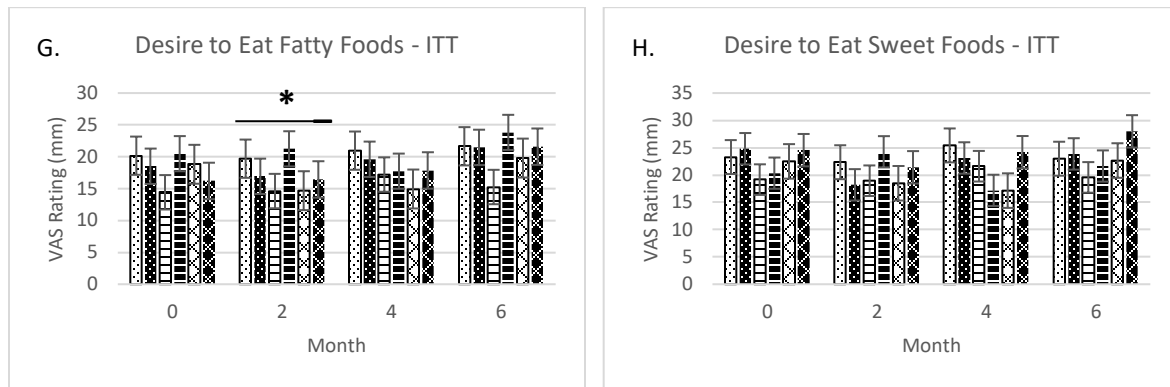 G.
Desire to Eat Fatty Foods - ITT
VAS Rating (mm)
30
25
20
15
10
5
0
*
0 2 4 6
Month
H.
Desire to Eat Sweet Foods - ITT
VAS Rating (mm)
35
30
25
20
15
10
5
0
0 2 4 6
Month